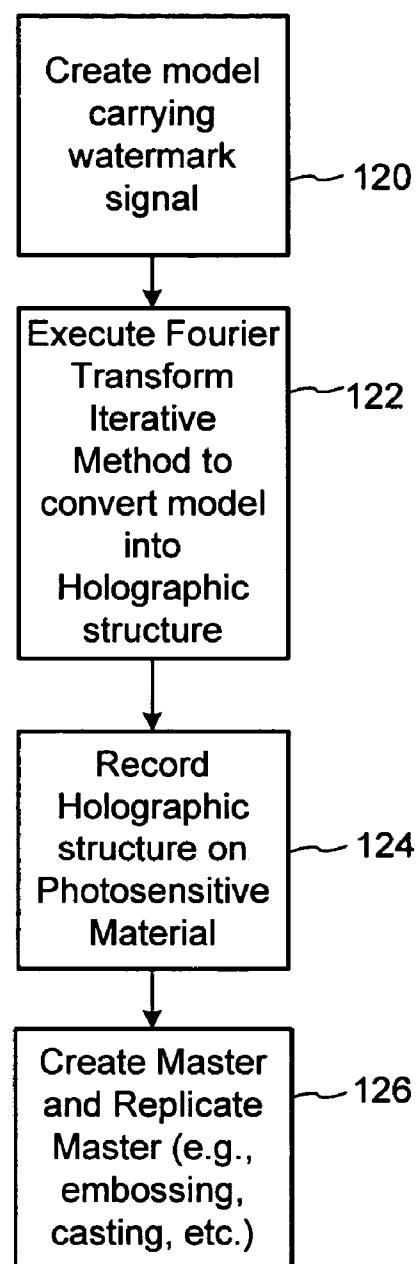 Create model
carrying
watermark
signal
120
Execute Fourier
Transform
Iterative
Method to
convert model
into
Holographic
structure
122
Record
Holographic
structure on
Photosensitive
Material
124
Create Master
and Replicate
Master (e.g.,
embossing,
casting, etc.)
126